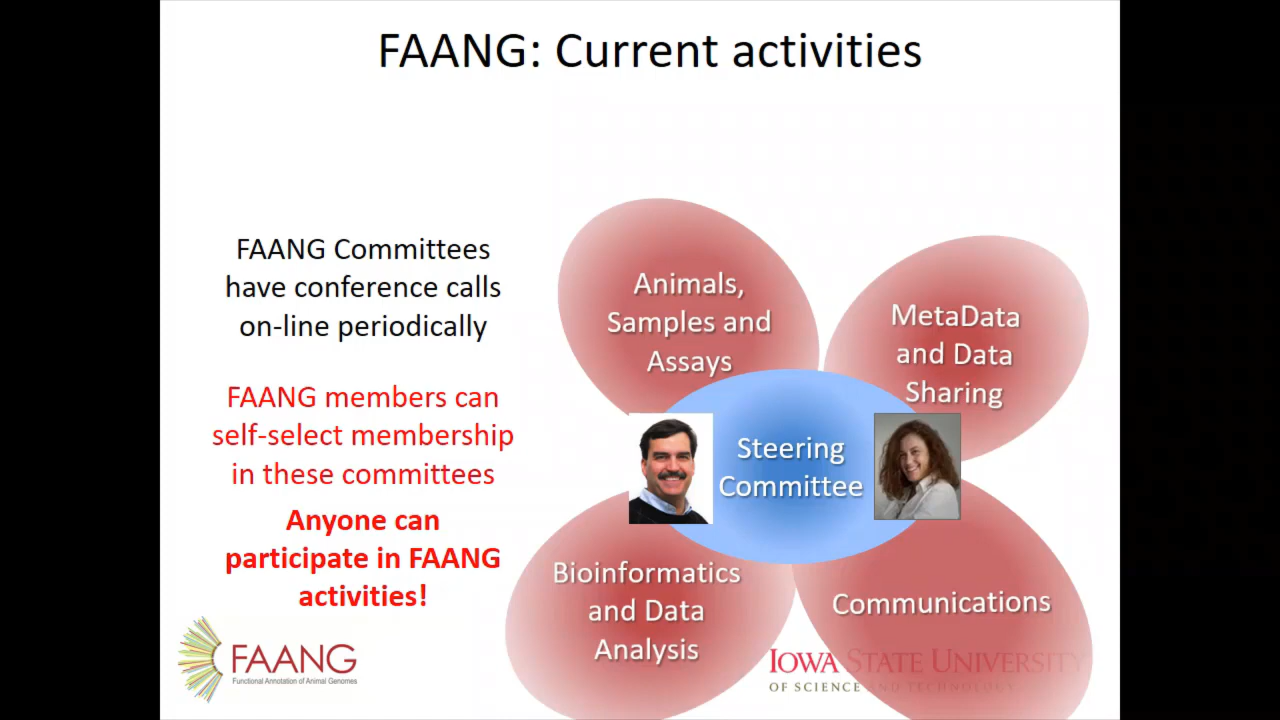 FAANG: Current activities
FAANG Committees
have conference calls
on-line periodically
FAANG members can
self-select membership
in these committees
Anyone can
participate in FAANG
activities!
Animals,
Samples and
Assays
MetaData
and Data
Sharing
Steering
Committee
Bioinformatics
and Data
Analysis
Communications
FAANG
Functional Annotation of Animal Genomes
IOWA STATE UNIVERSITY
OF SCIENCE AND TECHNOLOGY